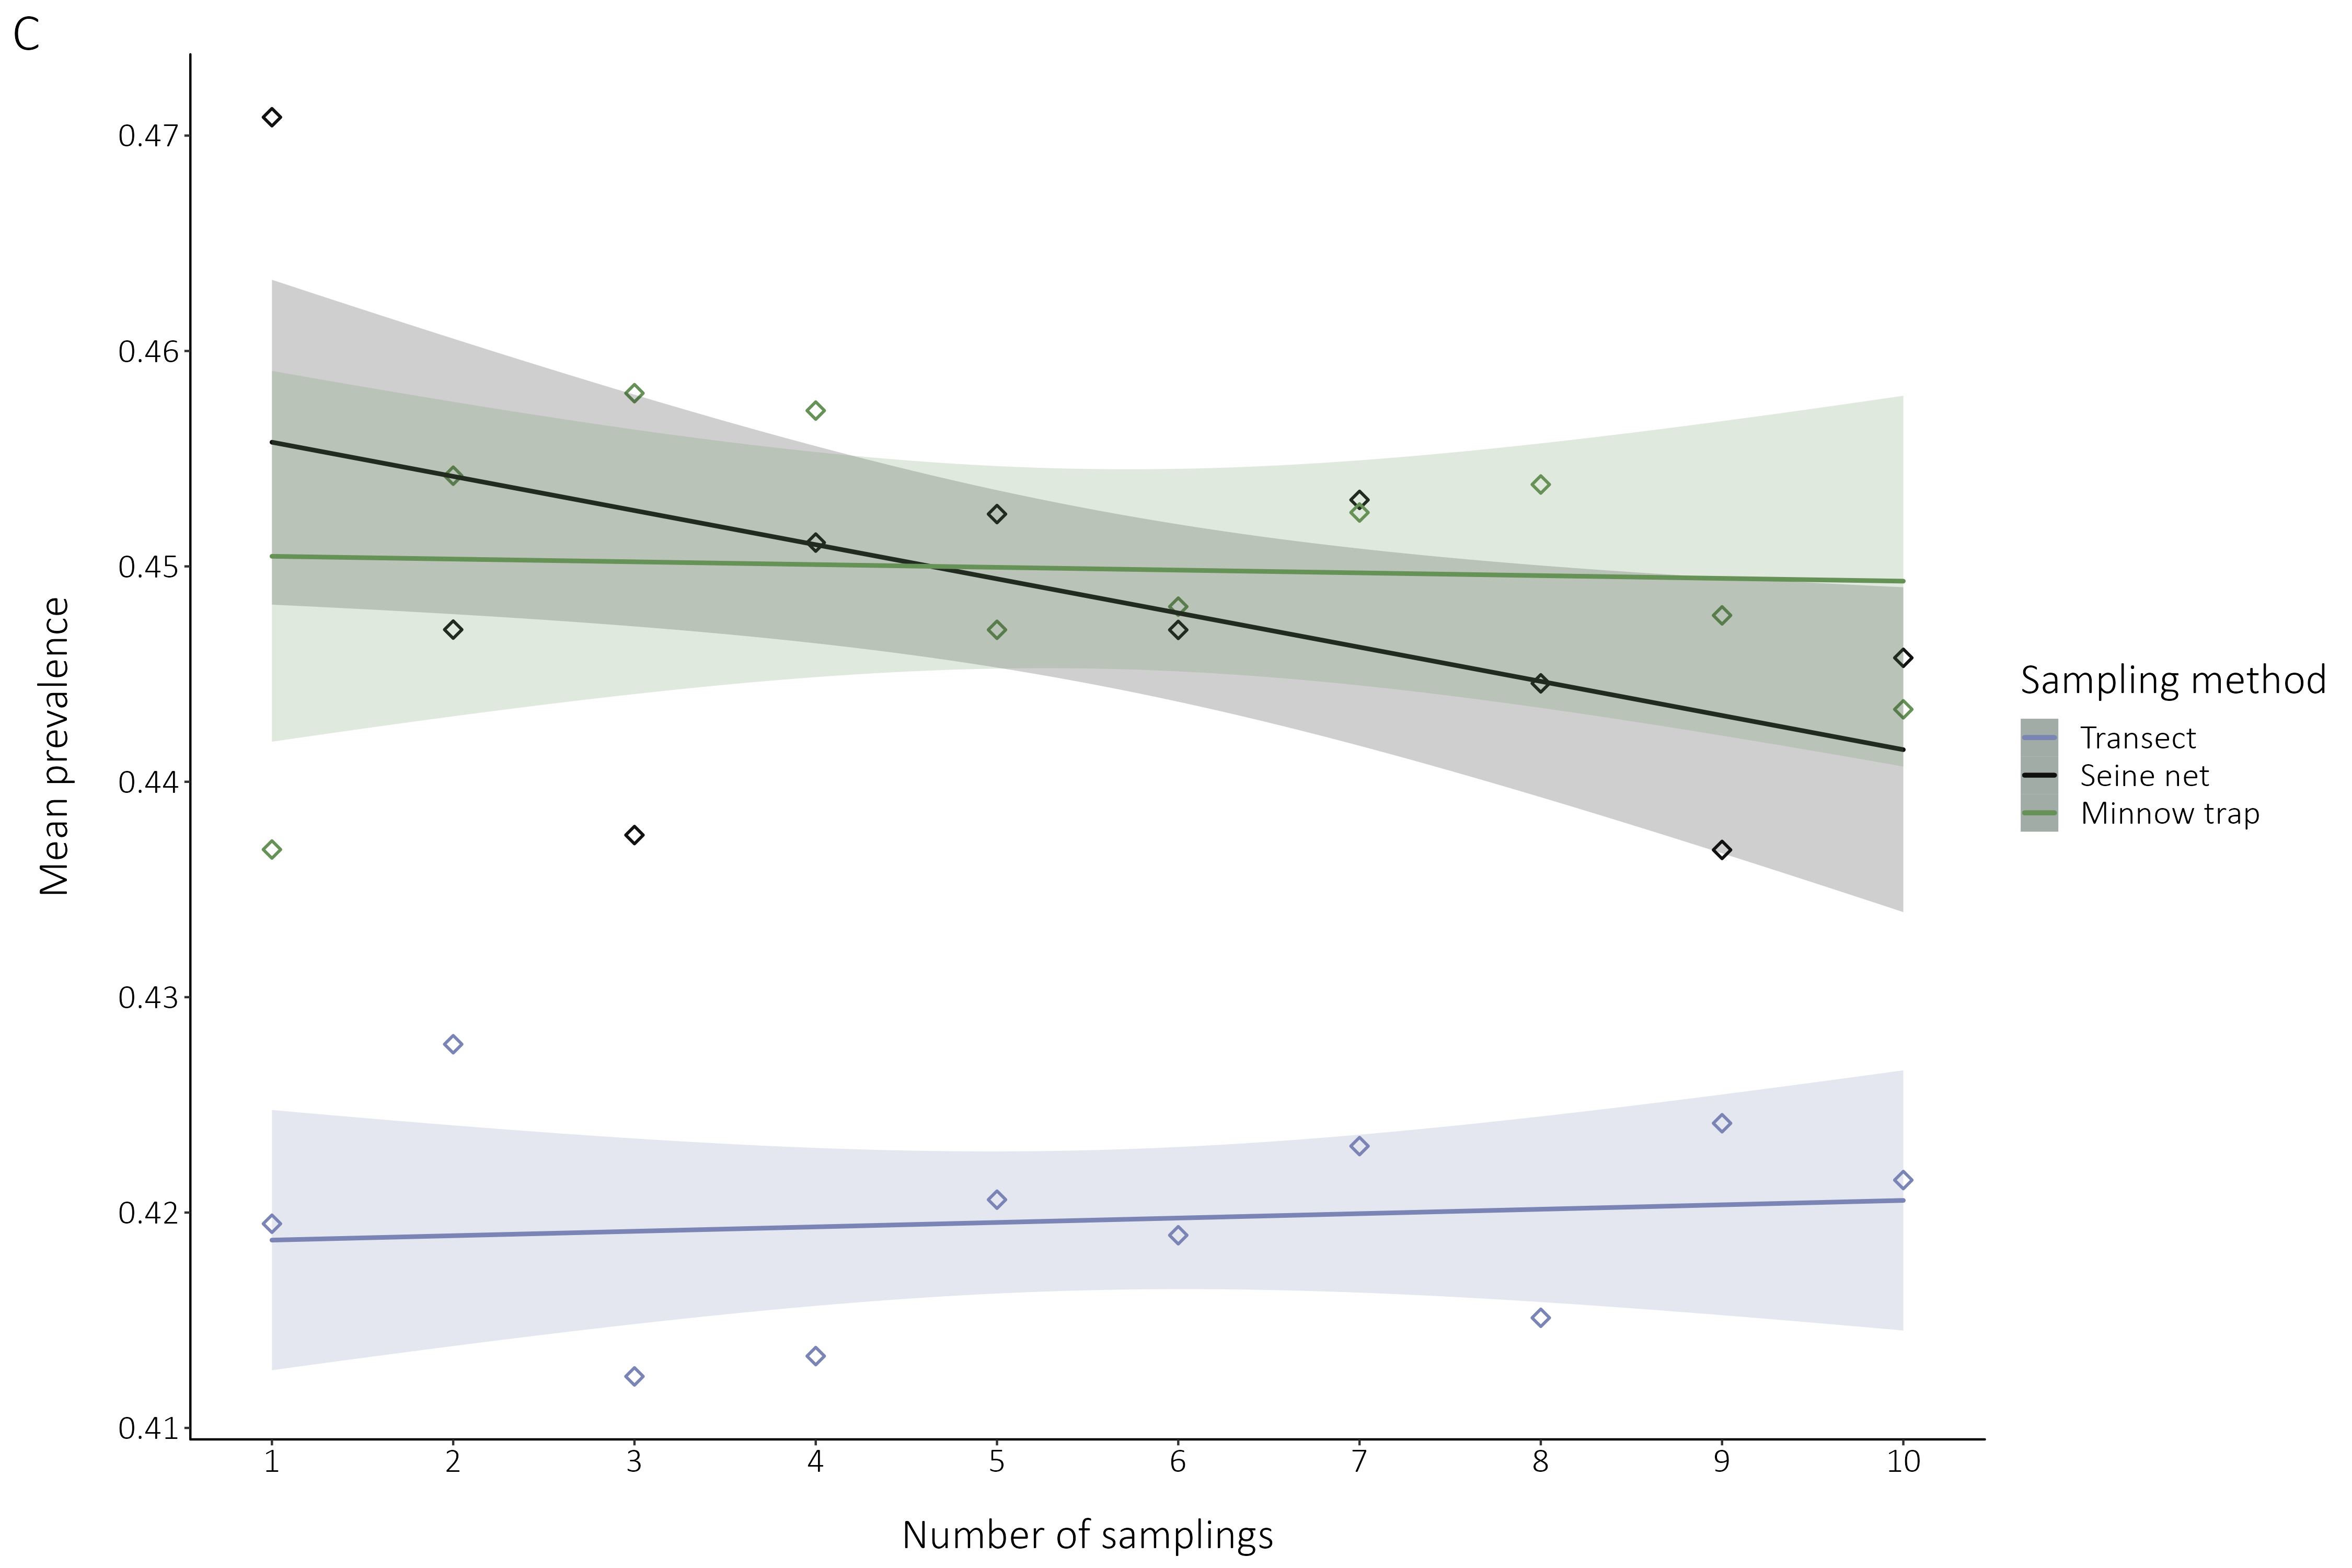 C
0.47
0.46
0.45
0.44
0.43
0.42
0.41
Mean prevalence
1 2 3 4 5 6 7 8 9 10
Number of samplings
Sampling method
Transect
Seine net
Minnow trap